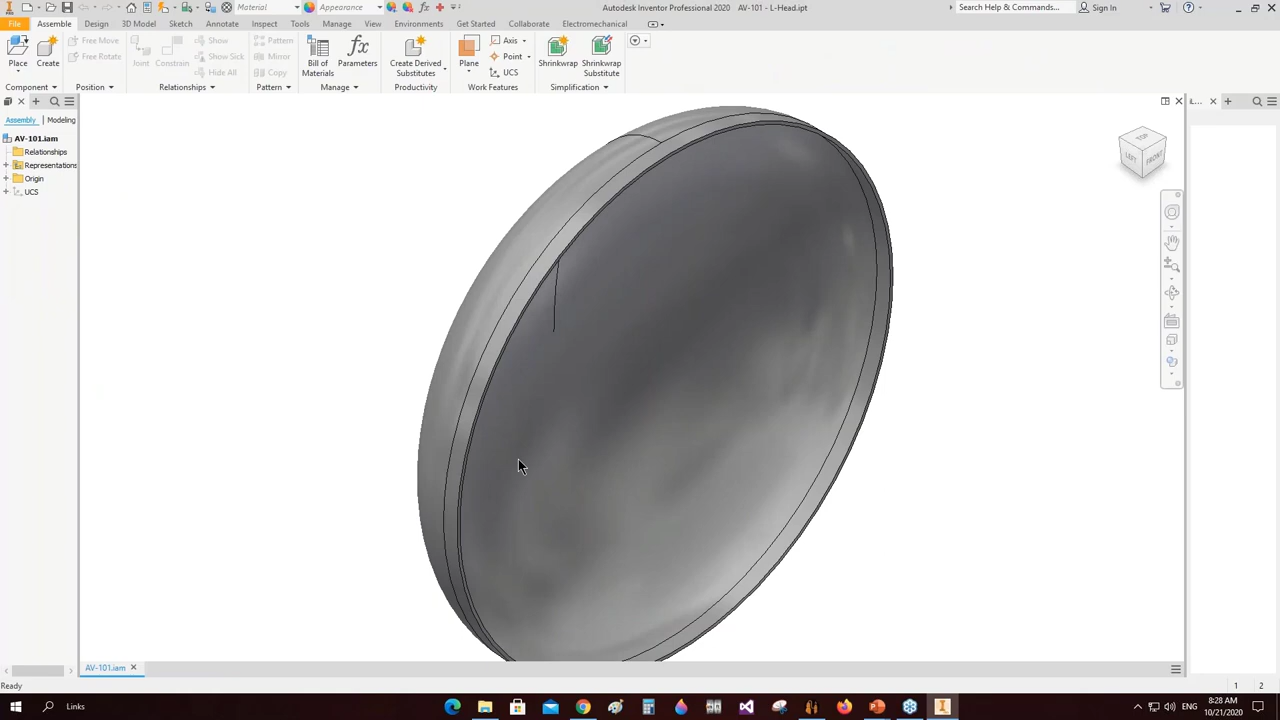 Material
Appearance
Autodesk Inventor Professional 2020 AV-101 - L-Head.ipt
Search Help & Commands...
Sign In
File
Assemble
Design
3D Model
Sketch
Annotate
Inspect
Tools
Manage
View
Environments
Get Started
Collaborate
Electromechanical
Place
Create
Free Move
Free Rotate
Joint
Constrain
Show
Show Sick
Hide All
Pattern
Mirror
Copy
Bill of Materials
fx
Parameters
Create Derived Substitutes
Plane
Axis
Point
UCS
Shrinkwrap
Shrinkwrap Substitute
Component
Position
Relationships
Pattern
Manage
Productivity
Work Features
Simplification
L...
Assembly
Modeling
AV-101.iam
Relationships
Representations
Origin
UCS
TOP
LEFT
FRONT
AV-101.iam
Ready
1 2
Links
ENG
8:28 AM
10/21/2020